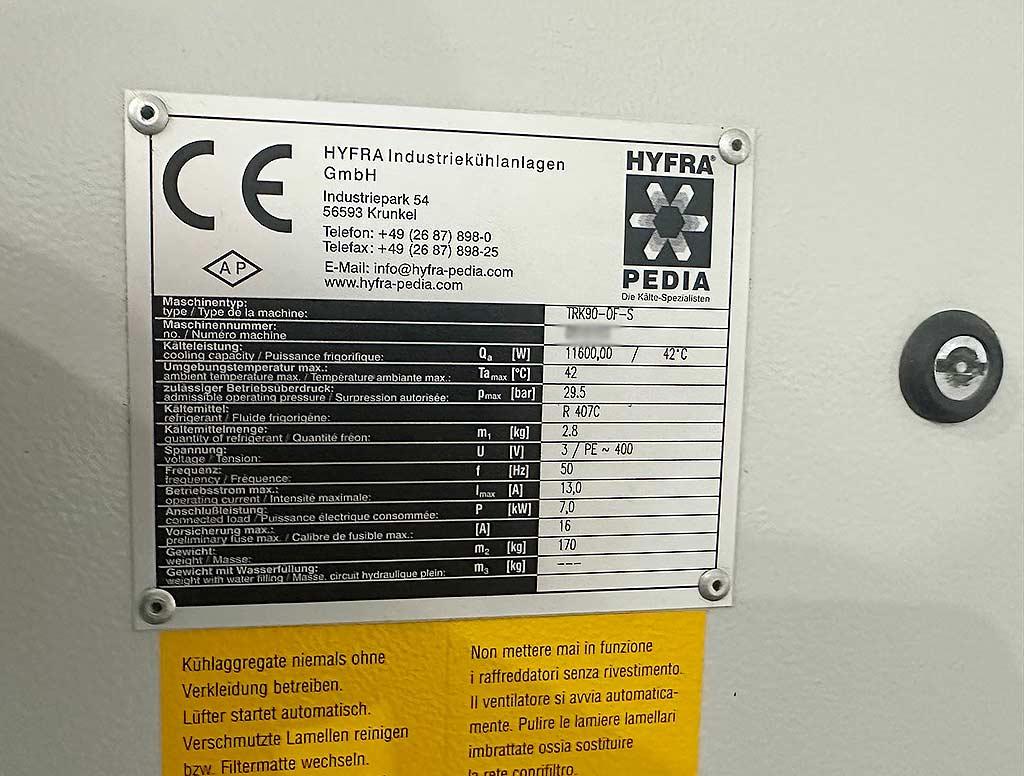 CE
HYFRA Industriekühlanlagen
GmbH
Industriepark 54
56593 Krunkel
Telefon: +49 (26 87) 898-0
Telefax: +49 (26 87) 898-25
E-Mail: info@hyfra-pedia.com
www.hyfra-pedia.com
AP
HYFRA®
PEDIA
Die Kälte-Spezialisten
Maschinentyp:
type / Type de la machine: TRK90-OF-S
Maschinennummer:
no. / Numéro machine
Kälteleistung:
cooling capacity / Puissance frigorifique: Qa [W] 11600,00 / 42°C
Umgebungstemperatur max.:
ambient temperature max. / Température ambiante max.: Ta max [°C] 42
zulässiger Betriebsüberdruck:
admissible operating pressure / Surpression autorisée: pmax [bar] 29.5
Kältemittel:
refrigerant / Fluide frigorigéne: R 407C
Kältemittelmenge:
quantity of refrigerant / Quantité fréon: m1 [kg] 2.8
Spannung:
voltage / Tension: U [V] 3 / PE ~ 400
Frequenz:
frequency / Fréquence: f [Hz] 50
Betriebsstrom max.:
operating current / Intensité maximale: Imax [A] 13,0
Anschlußleistung:
connected load / Puissance électrique consommée: P [kW] 7,0
Vorsicherung max.:
preliminary fuse max. / Calibre de fusible max.: [A] 16
Gewicht:
weight / Masse: m2 [kg] 170
Gewicht mit Wasserfüllung:
weight with water filling / Masse, circuit hydraulique plein: m3 [kg] ---
Kühlaggregate niemals ohne
Verkleidung betreiben.
Lüfter startet automatisch.
Verschmutzte Lamellen reinigen
bzw. Filtermatte wechseln.
Non mettere mai in funzione
i raffreddatori senza rivestimento.
Il ventilatore si avvia automatica-
mente. Pulire le lamiere lamellari
imbrattate ossia sostituire
la rete coprifiltro.